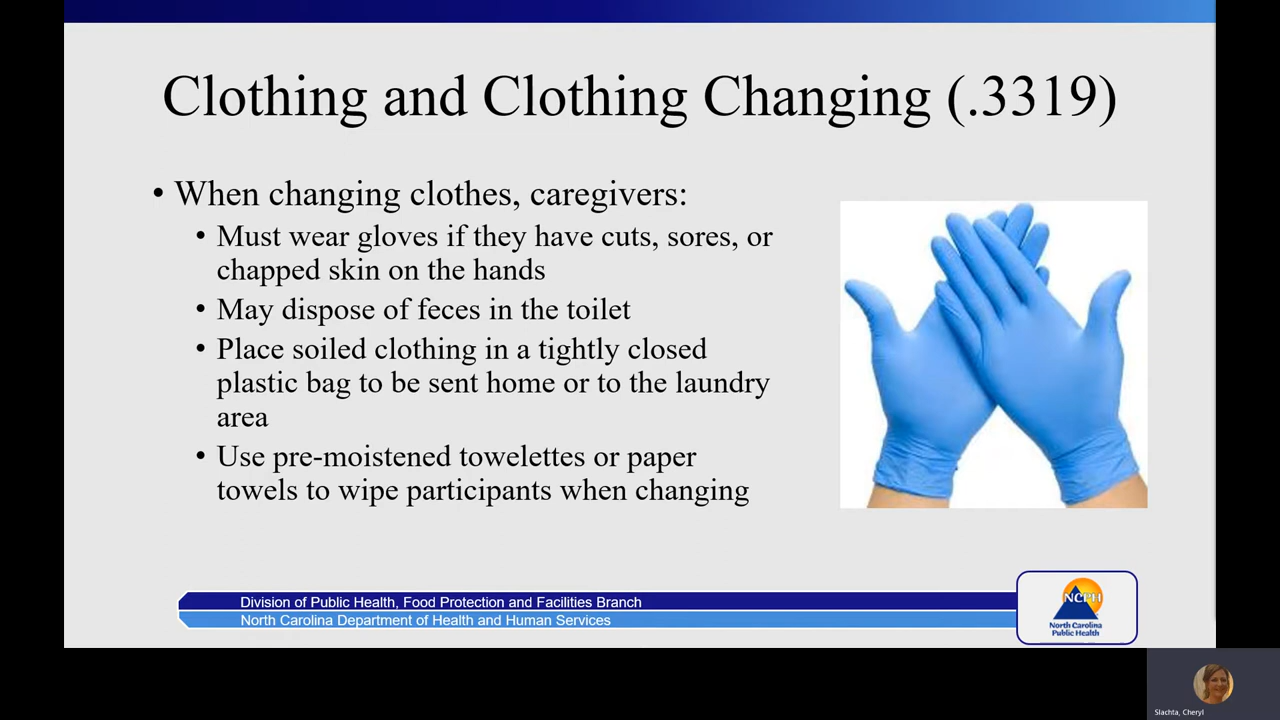 Clothing and Clothing Changing (.3319)
• When changing clothes, caregivers:
• Must wear gloves if they have cuts, sores, or
chapped skin on the hands
• May dispose of feces in the toilet
• Place soiled clothing in a tightly closed
plastic bag to be sent home or to the laundry
area
• Use pre-moistened towelettes or paper
towels to wipe participants when changing
Division of Public Health, Food Protection and Facilities Branch
North Carolina Department of Health and Human Services
NCPH
North Carolina
Public Health
Slachta, Cheryl